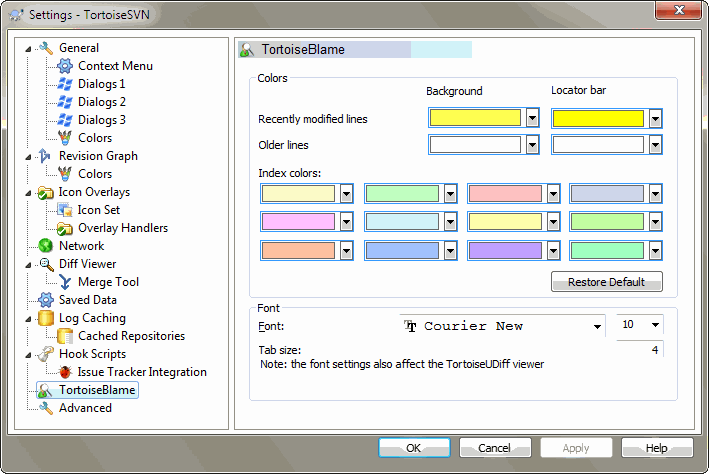 Settings - TortoiseSVN
General
Context Menu
Dialogs 1
Dialogs 2
Dialogs 3
Colors
Revision Graph
Colors
Icon Overlays
Icon Set
Overlay Handlers
Network
Diff Viewer
Merge Tool
Saved Data
Log Caching
Cached Repositories
Hook Scripts
Issue Tracker Integration
TortoiseBlame
Advanced
TortoiseBlame
Colors
Background Locator bar
Recently modified lines
Older lines
Index colors:
Restore Default
Font
Font: Courier New 10
Tab size: 4
Note: the font settings also affect the TortoiseUDiff viewer
OK Cancel Apply Help